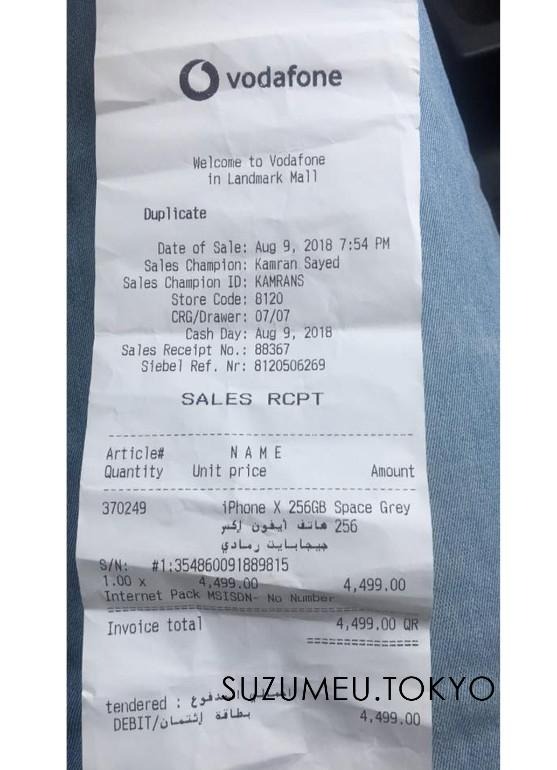 vodafone
Welcome to Vodafone
in Landmark Mall
Duplicate
Date of Sale: Aug 9, 2018 7:54 PM
Sales Champion: Kamran Sayed
Sales Champion ID: KAMRANS
Store Code: 8120
CRG/Drawer: 07/07
Cash Day: Aug 9, 2018
Sales Receipt No.: 88367
Siebel Ref. Nr: 8120506269
SALES RCPT
Article# N A M E
Quantity Unit price Amount
370249 iPhone X 256GB Space Grey
هاتف آيفون إكس 256
جيجابايت رمادي
S/N: #1:354860091889815
1.00 x 4,499.00 4,499.00
Internet Pack MSISDN- No Number
Invoice total 4,499.00 QR
SUZUMEU.TOKYO
tendered :
DEBIT/بطاقة إئتمان 4,499.00